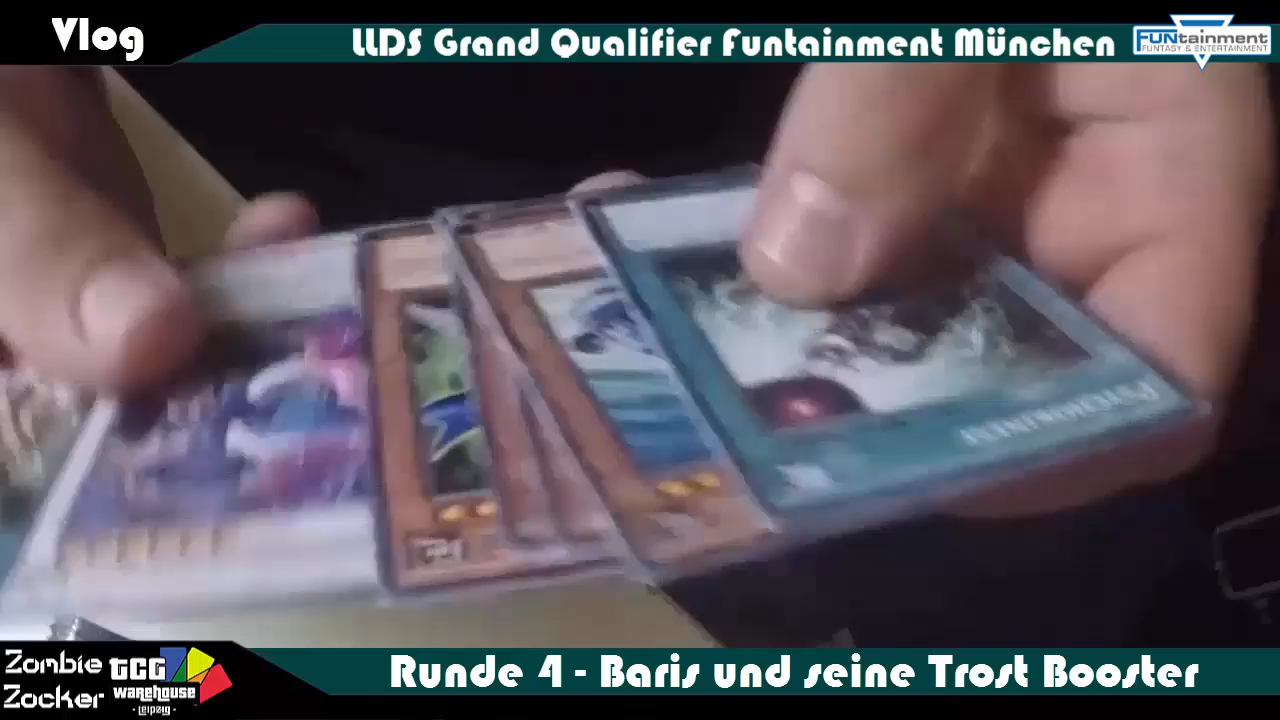 Vlog
LLDS Grand Qualifier Funtainment München
FUNtainment
FUNTASY & ENTERTAINMENT
Zombie
Zocker
TCG
WAREHOUSE
- Leipzig -
Runde 4 - Baris und seine Trost Booster